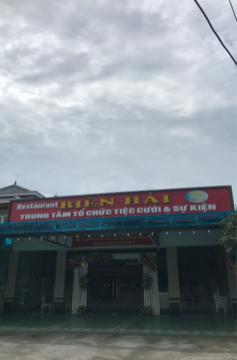 Restaurant BIỂN HẢI
TRUNG TÂM TỔ CHỨC TIỆC CƯỚI & SỰ KIỆN